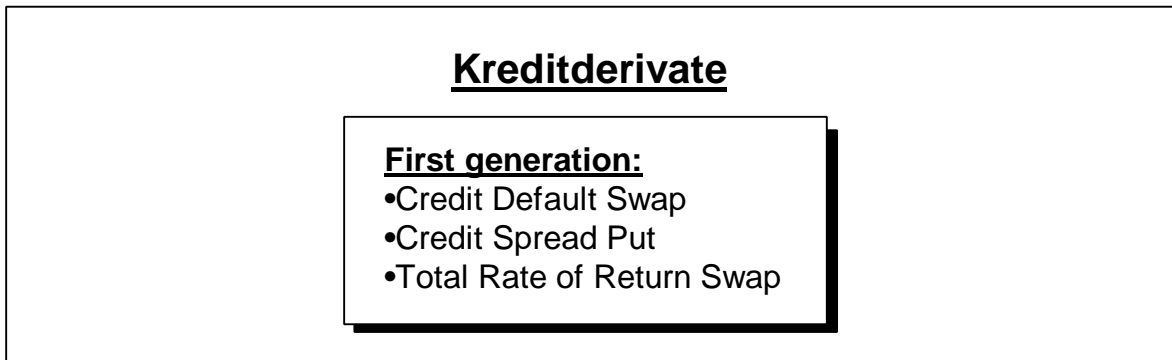 Kreditderivate
First generation:
•Credit Default Swap
•Credit Spread Put
•Total Rate of Return Swap